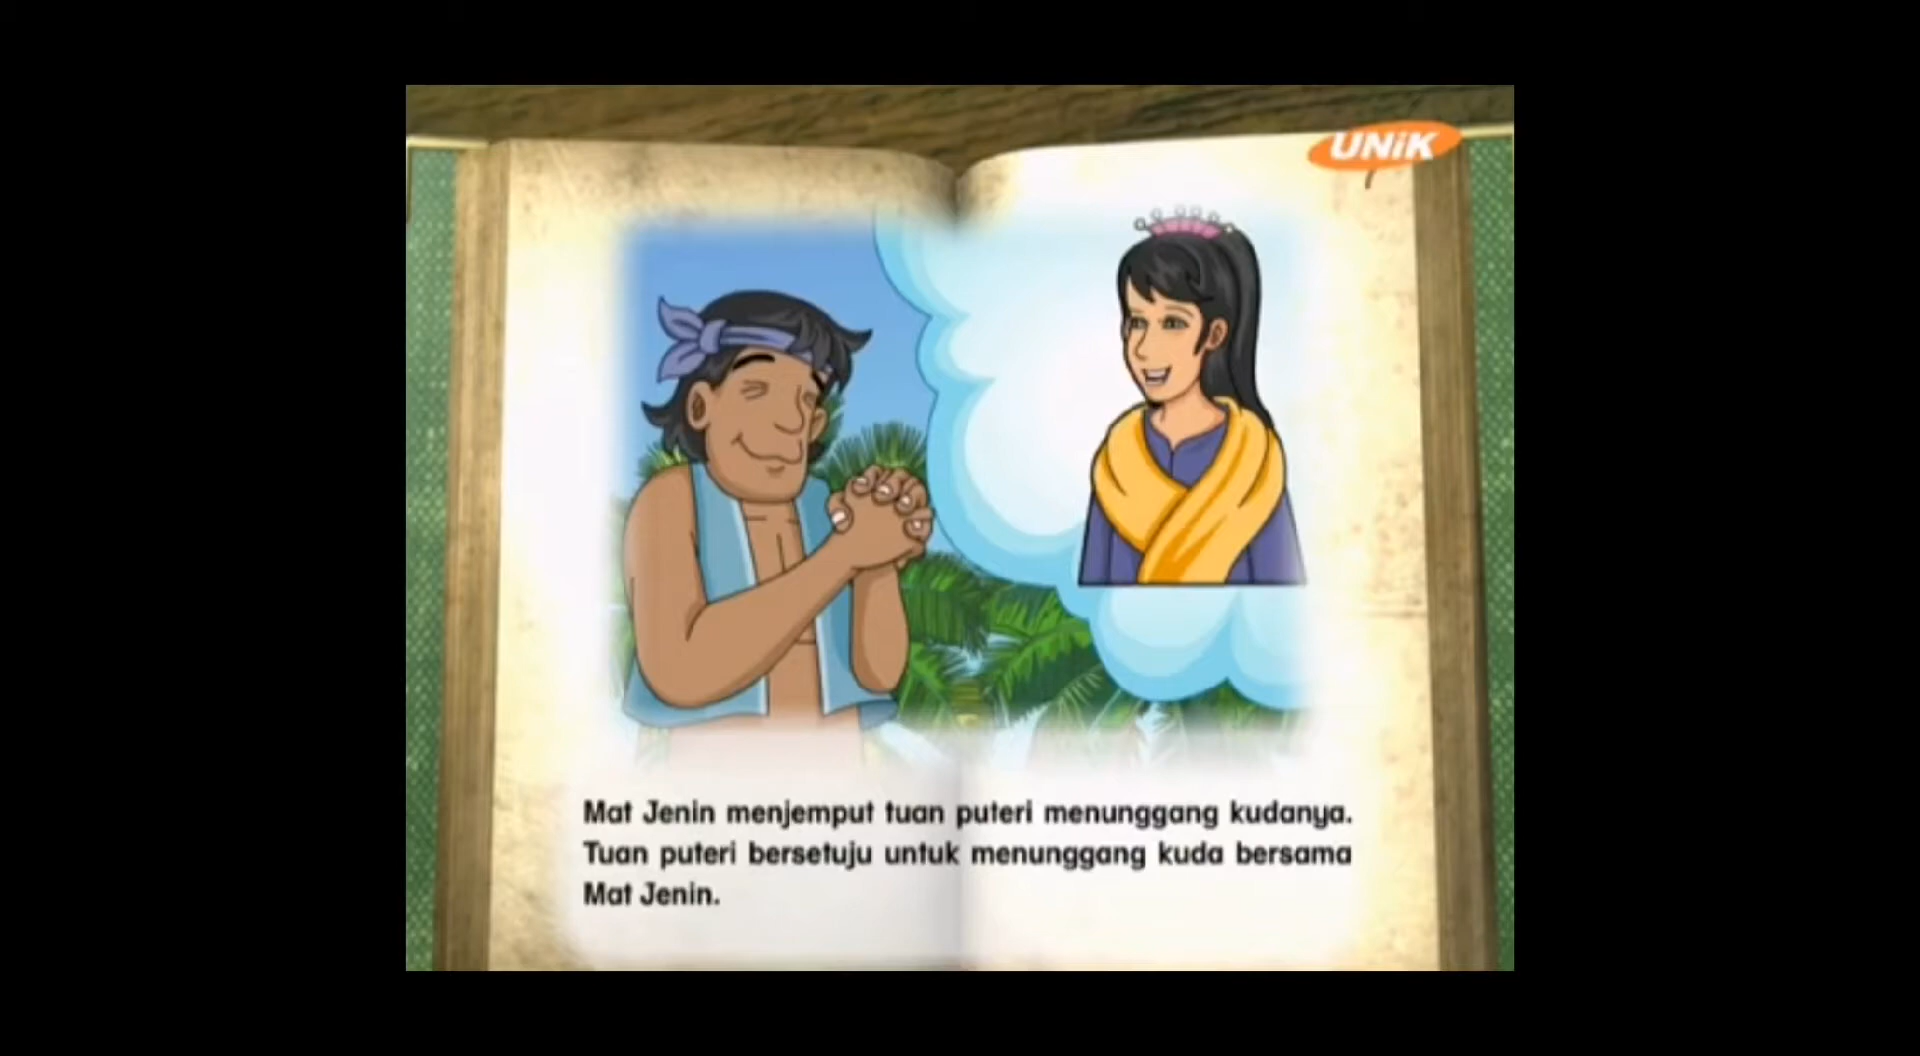 UNiK
Mat Jenin menjemput tuan puteri menunggang kudanya.
Tuan puteri bersetuju untuk menunggang kuda bersama
Mat Jenin.